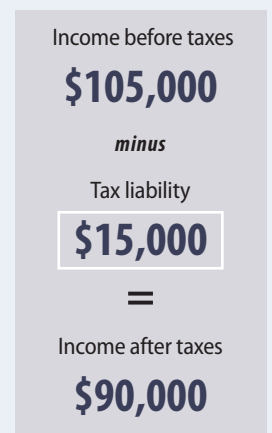 Income before taxes
$105,000
minus
Tax liability
$15,000
=
Income after taxes
$90,000